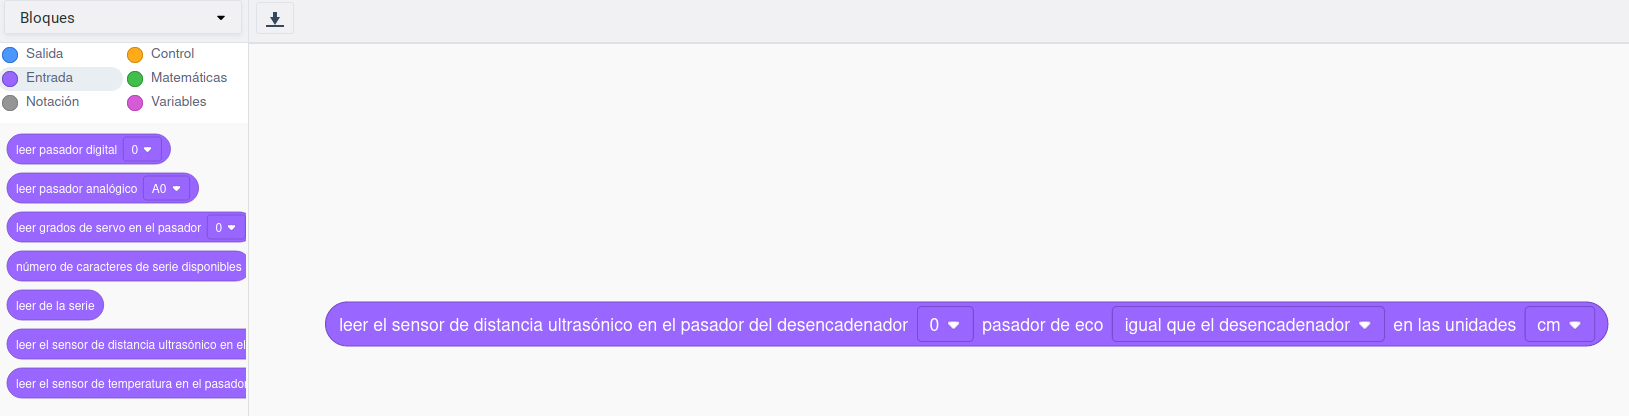 Bloques
Salida
Control
Entrada
Matemáticas
Notación
Variables
leer pasador digital 0
leer pasador analógico A0
leer grados de servo en el pasador 0
número de caracteres de serie disponibles
leer de la serie
leer el sensor de distancia ultrasónico en el
leer el sensor de temperatura en el pasador
leer el sensor de distancia ultrasónico en el pasador del desencadenador 0 pasador de eco igual que el desencadenador en las unidades cm